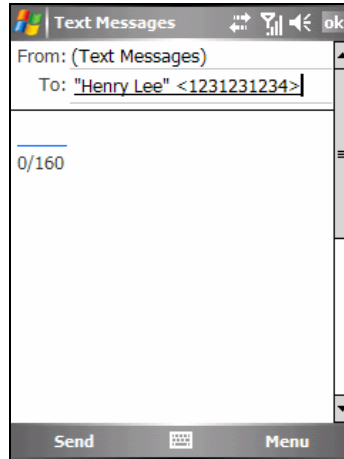 Text Messages
ok
From: (Text Messages)
To: "Henry Lee" <1231231234>
0/160
Send
Menu